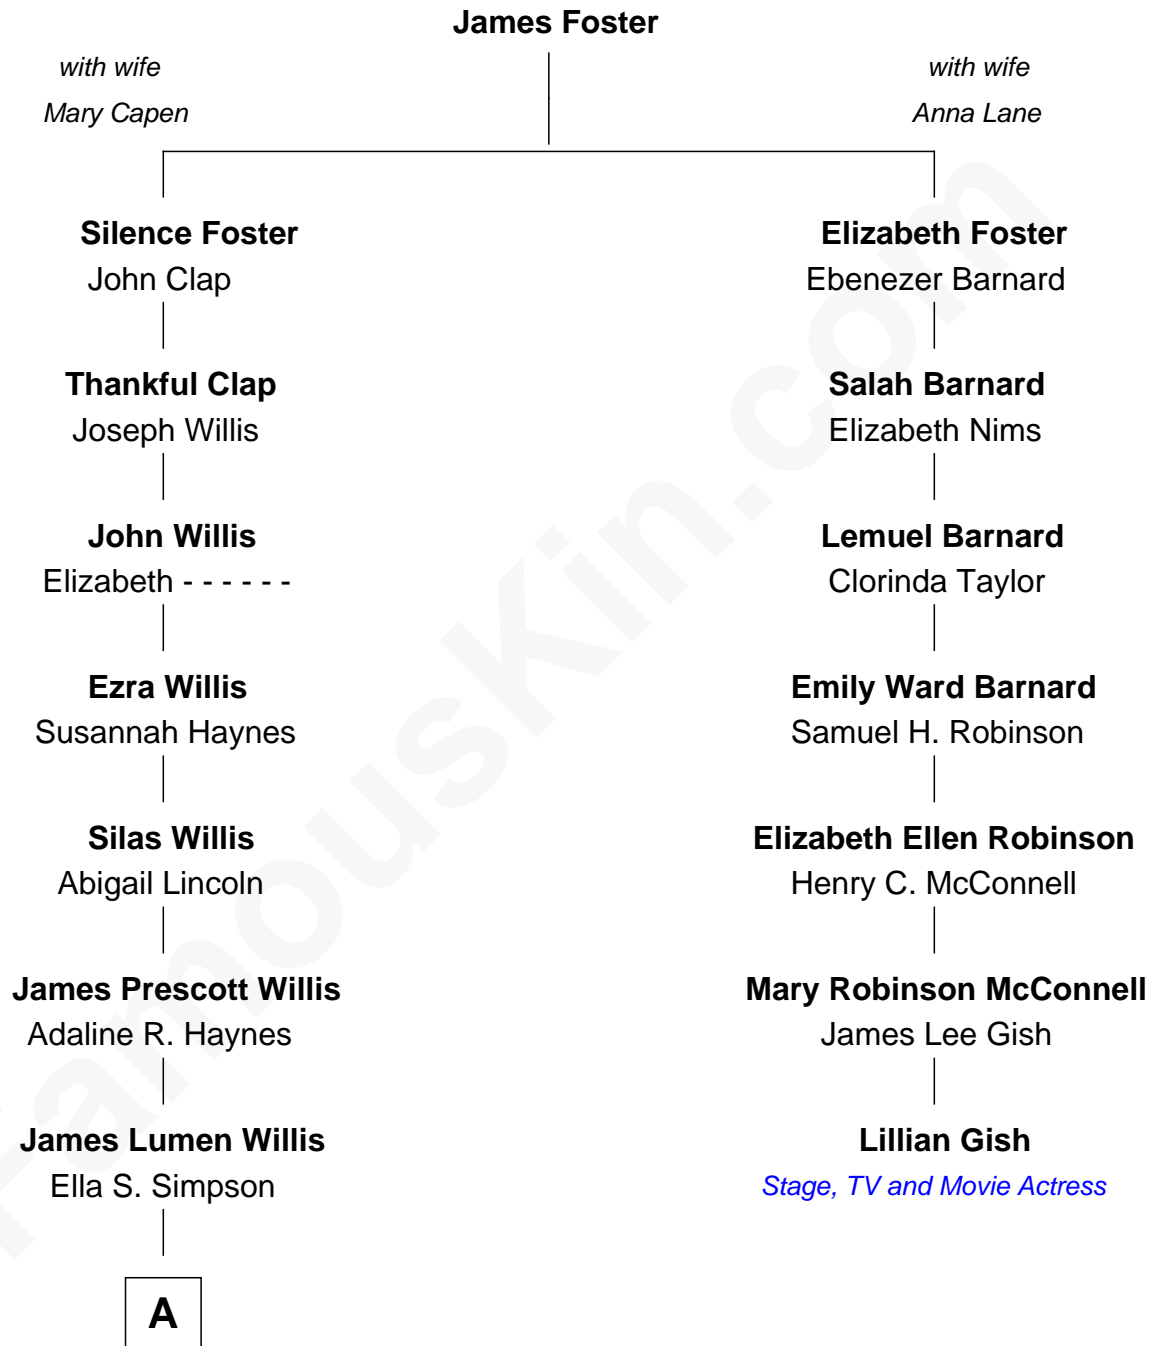 James Foster
with wife
Mary Capen
with wife
Anna Lane
Silence Foster
John Clap
Elizabeth Foster
Ebenezer Barnard
Thankful Clap
Joseph Willis
Salah Barnard
Elizabeth Nims
John Willis
Elizabeth - - - - - -
Lemuel Barnard
Clorinda Taylor
Ezra Willis
Susannah Haynes
Emily Ward Barnard
Samuel H. Robinson
Silas Willis
Abigail Lincoln
Elizabeth Ellen Robinson
Henry C. McConnell
James Prescott Willis
Adaline R. Haynes
Mary Robinson McConnell
James Lee Gish
James Lumen Willis
Ella S. Simpson
Lillian Gish
Stage, TV and Movie Actress
A
FamousKin.com